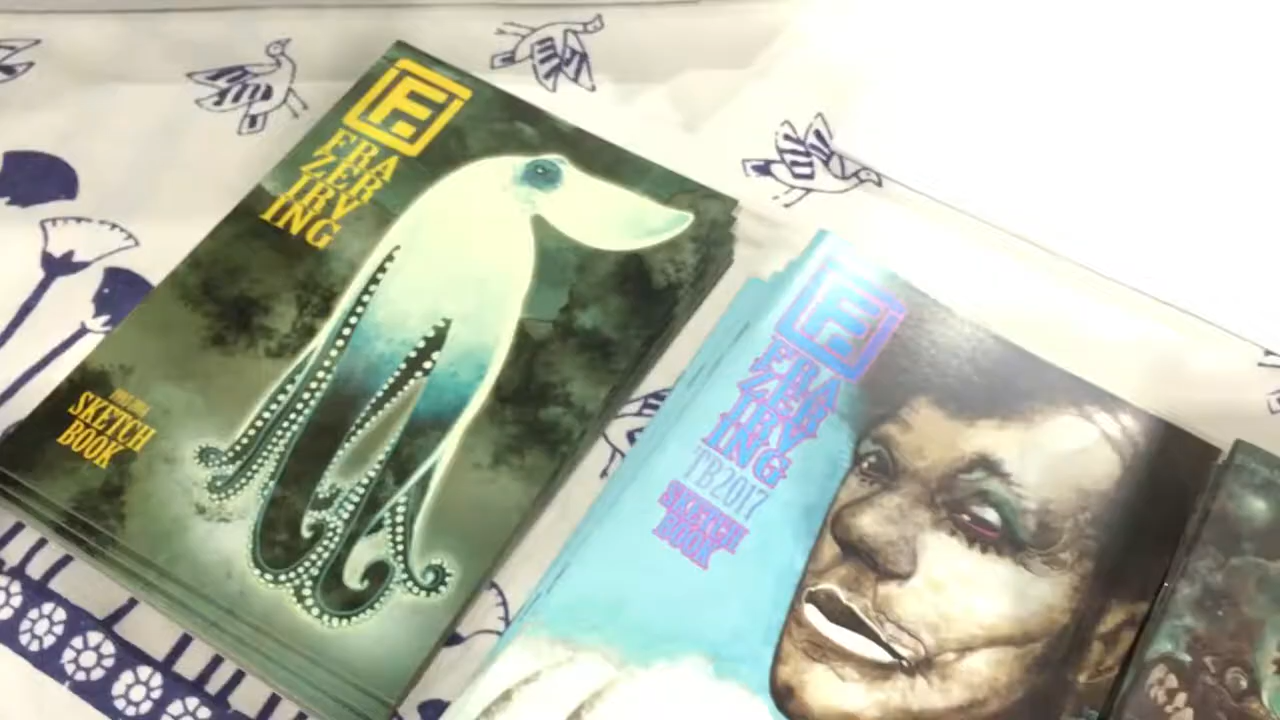 F.
FRA
ZER
IRV
ING
SKETCH
BOOK
F.
FRA
ZER
IRV
ING
TB2017
SKETCH
BOOK